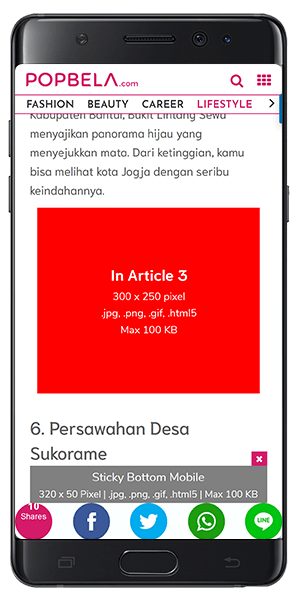 POPBELA.com
FASHION BEAUTY CAREER LIFESTYLE
Kabupaten Bantul, Bukit Lintang Sewu
menyajikan panorama hijau yang
menyejukkan mata. Dari ketinggian, kamu
bisa melihat kota Jogja dengan seribu
keindahannya.
In Article 3
300 x 250 pixel
.jpg, .png, .gif, .html5
Max 100 KB
6. Persawahan Desa
Sukorame
Sticky Bottom Mobile
320 x 50 Pixel | .jpg, .png, .gif, .html5 | Max 100 KB
10
Shares
LINE